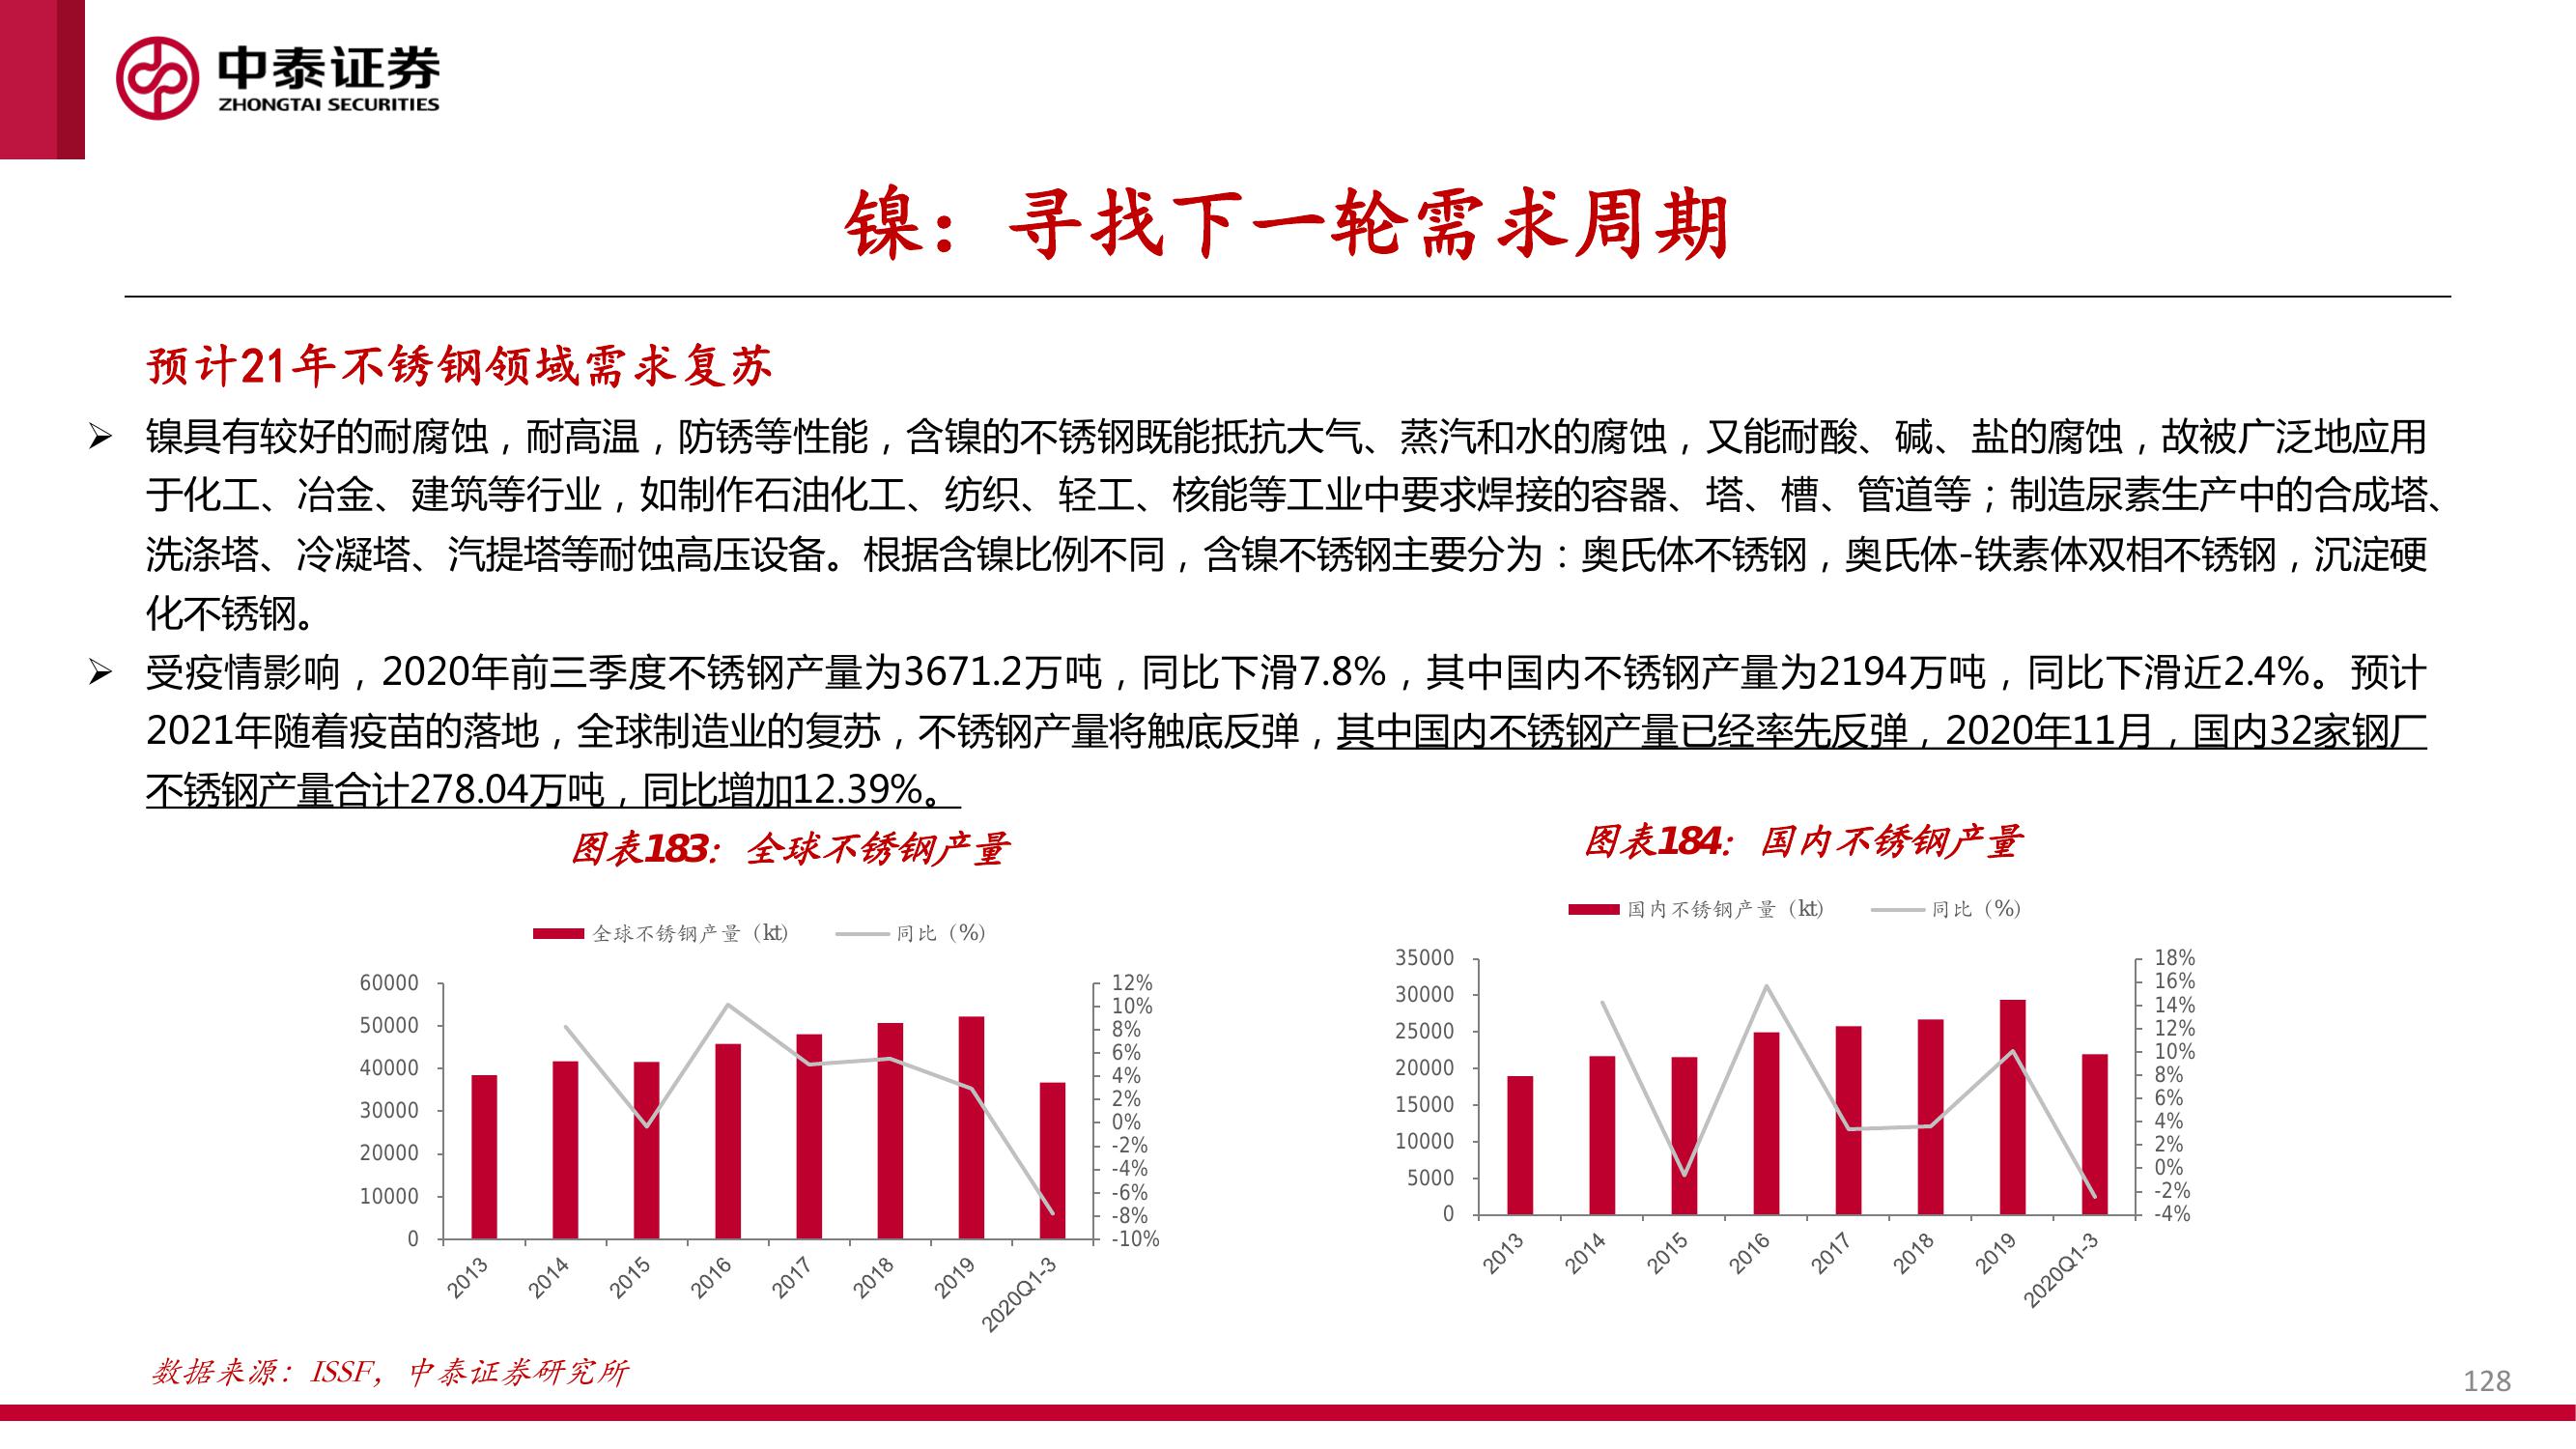 中泰证券
ZHONGTAI SECURITIES
镍：寻找下一轮需求周期
预计21年不锈钢领域需求复苏
➢ 镍具有较好的耐腐蚀，耐高温，防锈等性能，含镍的不锈钢既能抵抗大气、蒸汽和水的腐蚀，又能耐酸、碱、盐的腐蚀，故被广泛地应用
于化工、冶金、建筑等行业，如制作石油化工、纺织、轻工、核能等工业中要求焊接的容器、塔、槽、管道等；制造尿素生产中的合成塔、
洗涤塔、冷凝塔、汽提塔等耐蚀高压设备。根据含镍比例不同，含镍不锈钢主要分为：奥氏体不锈钢，奥氏体-铁素体双相不锈钢，沉淀硬
化不锈钢。
➢ 受疫情影响，2020年前三季度不锈钢产量为3671.2万吨，同比下滑7.8%，其中国内不锈钢产量为2194万吨，同比下滑近2.4%。预计
2021年随着疫苗的落地，全球制造业的复苏，不锈钢产量将触底反弹，其中国内不锈钢产量已经率先反弹，2020年11月，国内32家钢厂
不锈钢产量合计278.04万吨，同比增加12.39%。
图表183：全球不锈钢产量
全球不锈钢产量（kt） 同比（%）
60000
50000
40000
30000
20000
10000
0
12%
10%
8%
6%
4%
2%
0%
-2%
-4%
-6%
-8%
-10%
2013 2014 2015 2016 2017 2018 2019 2020Q1-3
图表184： 国内不锈钢产量
国内不锈钢产量（kt） 同比（%）
35000
30000
25000
20000
15000
10000
5000
0
18%
16%
14%
12%
10%
8%
6%
4%
2%
0%
-2%
-4%
2013 2014 2015 2016 2017 2018 2019 2020Q1-3
数据来源：ISSF，中泰证券研究所
128